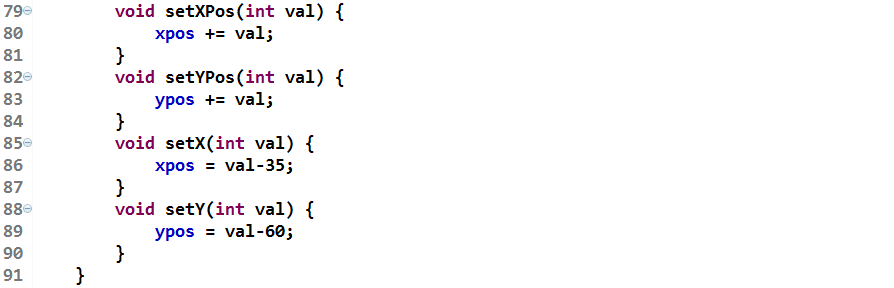 79 void setXPos(int val) {
80 xpos += val;
81 }
82 void setYPos(int val) {
83 ypos += val;
84 }
85 void setX(int val) {
86 xpos = val-35;
87 }
88 void setY(int val) {
89 ypos = val-60;
90 }
91 }